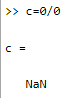 >> c=0/0
c =
NaN